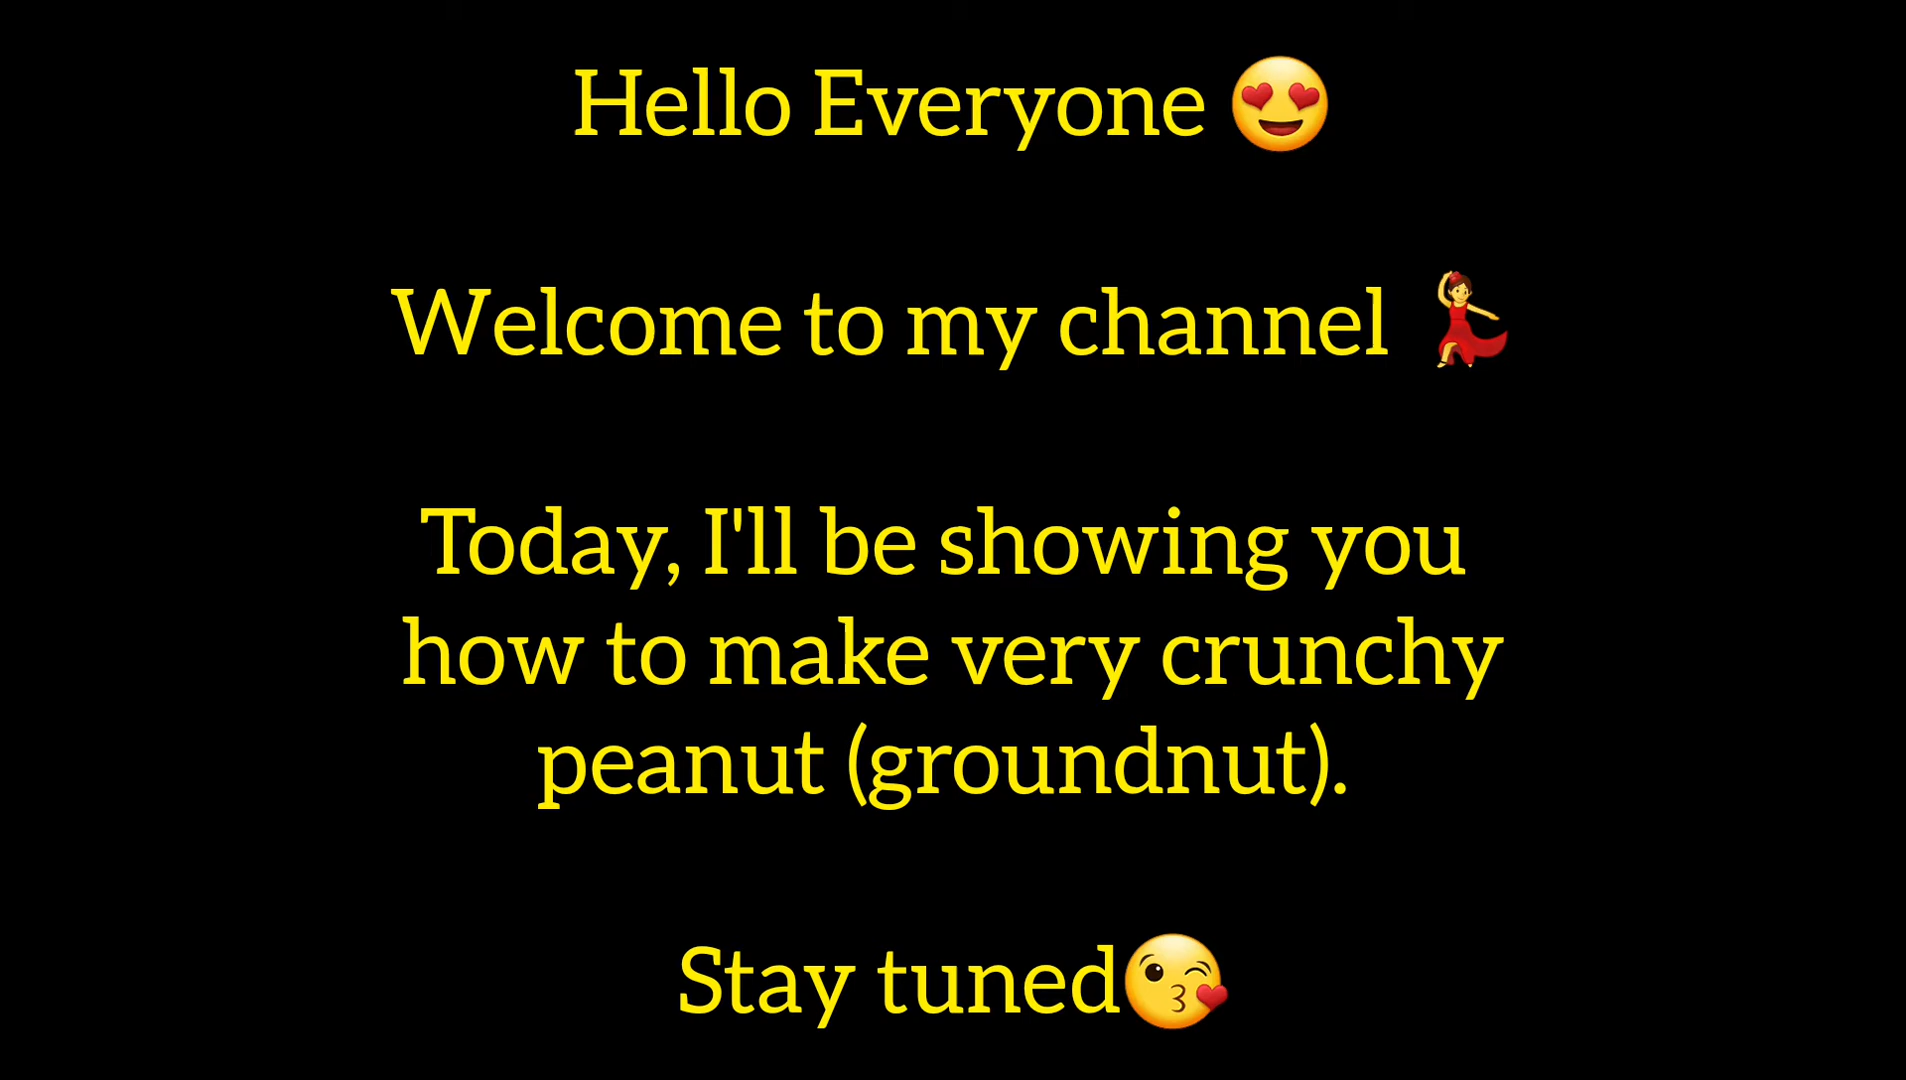 Hello Everyone 😍
Welcome to my channel 💃
Today, I'll be showing you
how to make very crunchy
peanut (groundnut).
Stay tuned😘